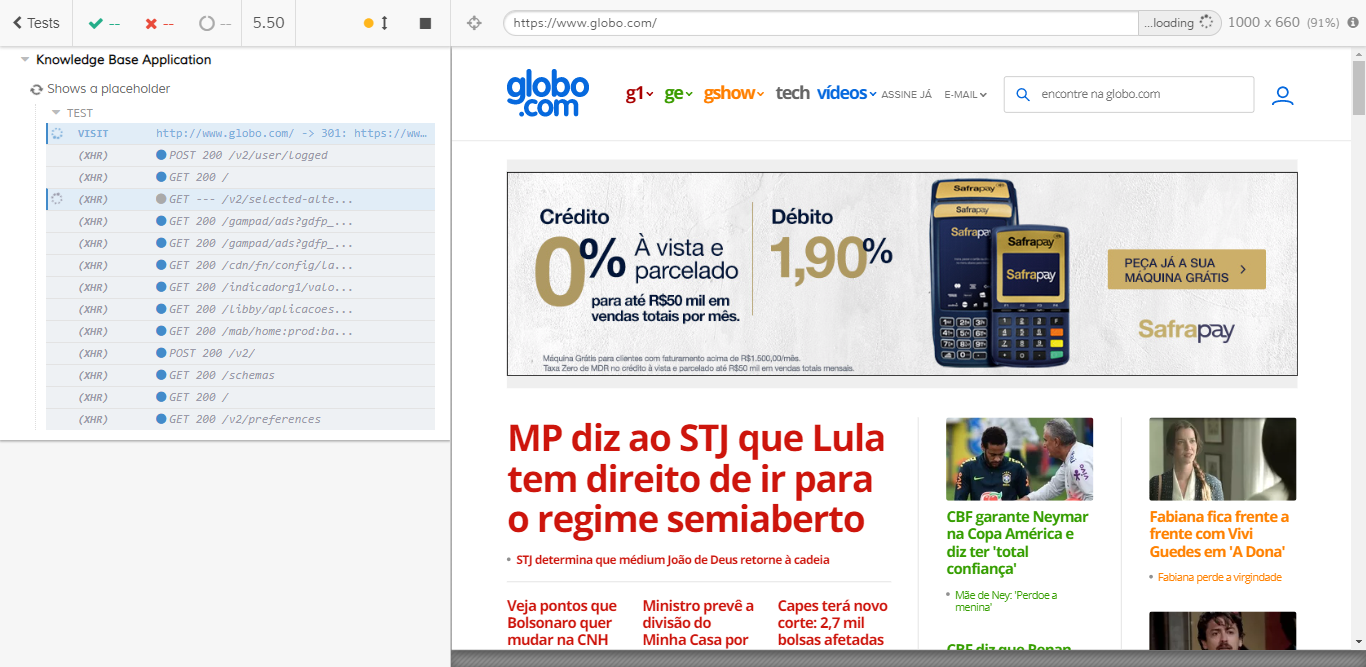 Tests
--
--
--
5.50
https://www.globo.com/
...loading
1000 x 660 (91%)
Knowledge Base Application
Shows a placeholder
TEST
VISIT http://www.globo.com/ -> 301: https://ww…
(XHR) POST 200 /v2/user/logged
(XHR) GET 200 /
(XHR) GET --- /v2/selected-alte...
(XHR) GET 200 /gampad/ads?gdfp_...
(XHR) GET 200 /gampad/ads?gdfp_...
(XHR) GET 200 /cdn/fn/config/la...
(XHR) GET 200 /indicadorg1/valo...
(XHR) GET 200 /libby/aplicacoes...
(XHR) GET 200 /mab/home:prod:ba...
(XHR) POST 200 /v2/
(XHR) GET 200 /schemas
(XHR) GET 200 /
(XHR) GET 200 /v2/preferences
globo
.com
g1 ge gshow tech vídeos ASSINE JÁ E-MAIL
encontre na globo.com
Crédito
0% À vista e
parcelado
para até R$50 mil em
vendas totais por mês.
Débito
1,90%
Máquina Grátis para clientes com faturamento acima de R$1.500,00/mês.
Taxa Zero de MDR no crédito à vista e parcelado até R$50 mil em vendas totais mensais.
Safrapay
Safrapay
Safrapay
Safrapay
Safrapay
PEÇA JÁ A SUA
MÁQUINA GRÁTIS
Safrapay
MP diz ao STJ que Lula
tem direito de ir para
o regime semiaberto
STJ determina que médium João de Deus retorne à cadeia
Veja pontos que
Bolsonaro quer
mudar na CNH
Ministro prevê a
divisão do
Minha Casa por
Capes terá novo
corte: 2,7 mil
bolsas afetadas
CBF garante Neymar
na Copa América e
diz ter 'total
confiança'
Mãe de Ney: 'Perdoe a
menina'
CBF diz que Renan
Fabiana fica frente a
frente com Vivi
Guedes em 'A Dona'
Fabiana perde a virgindade